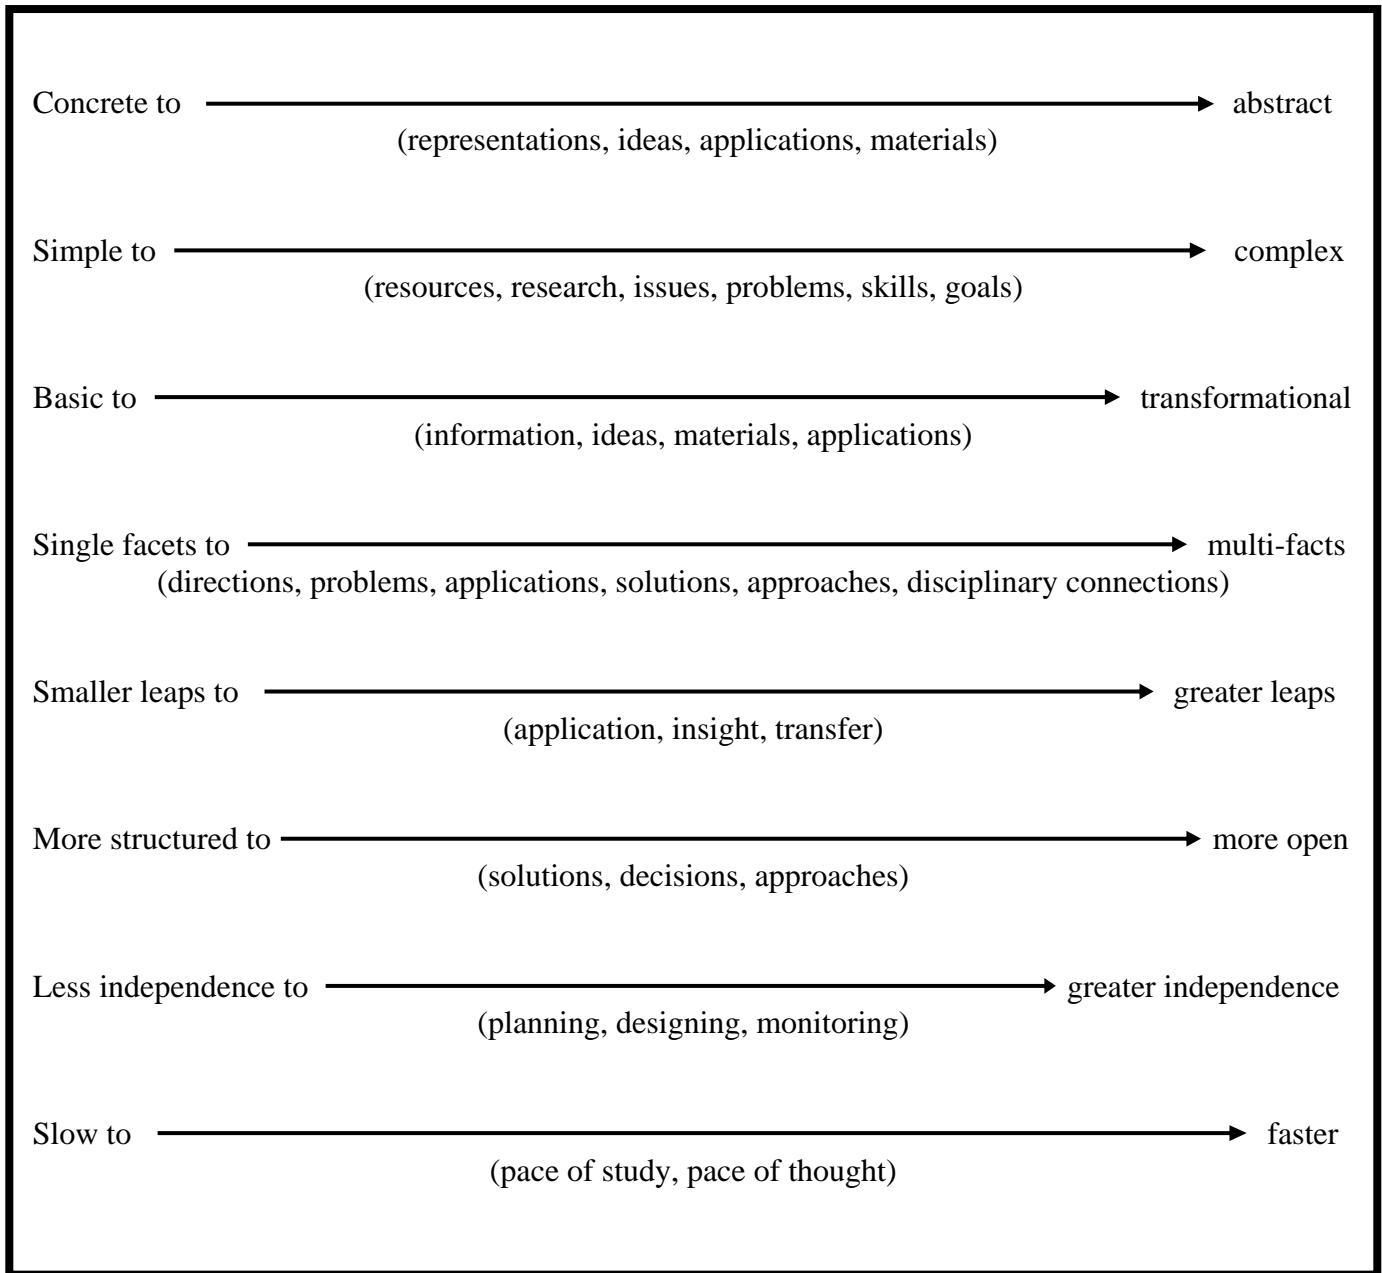 Concrete to abstract
(representations, ideas, applications, materials)
Simple to complex
(resources, research, issues, problems, skills, goals)
Basic to transformational
(information, ideas, materials, applications)
Single facets to multi-facts
(directions, problems, applications, solutions, approaches, disciplinary connections)
Smaller leaps to greater leaps
(application, insight, transfer)
More structured to more open
(solutions, decisions, approaches)
Less independence to greater independence
(planning, designing, monitoring)
Slow to faster
(pace of study, pace of thought)